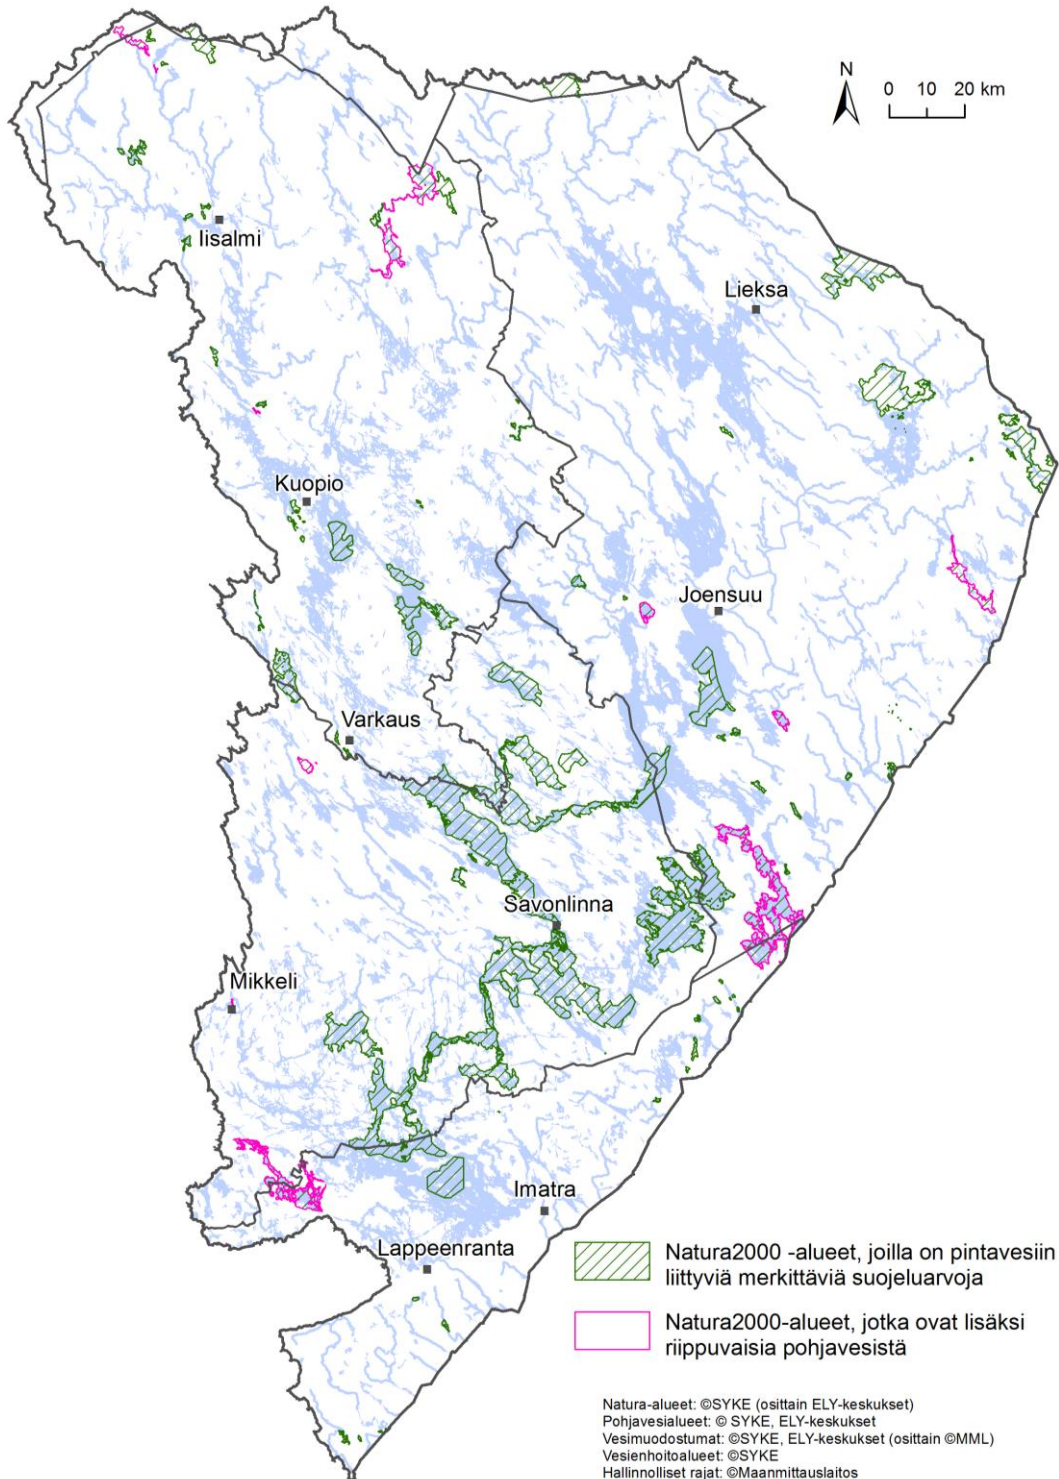 N
0 10 20 km
Iisalmi
Lieksa
Kuopio
Joensuu
Varkaus
Savonlinna
Mikkeli
Imatra
Lappeenranta
Natura2000 -alueet, joilla on pintavesiin
liittyviä merkittäviä suojeluarvoja
Natura2000-alueet, jotka ovat lisäksi
riippuvaisia pohjavesistä
Natura-alueet: ©SYKE (osittain ELY-keskukset)
Pohjavesialueet: © SYKE, ELY-keskukset
Vesimuodostumat: ©SYKE, ELY-keskukset (osittain ©MML)
Vesienhoitoalueet: ©SYKE
Hallinnolliset rajat: ©Maanmittauslaitos